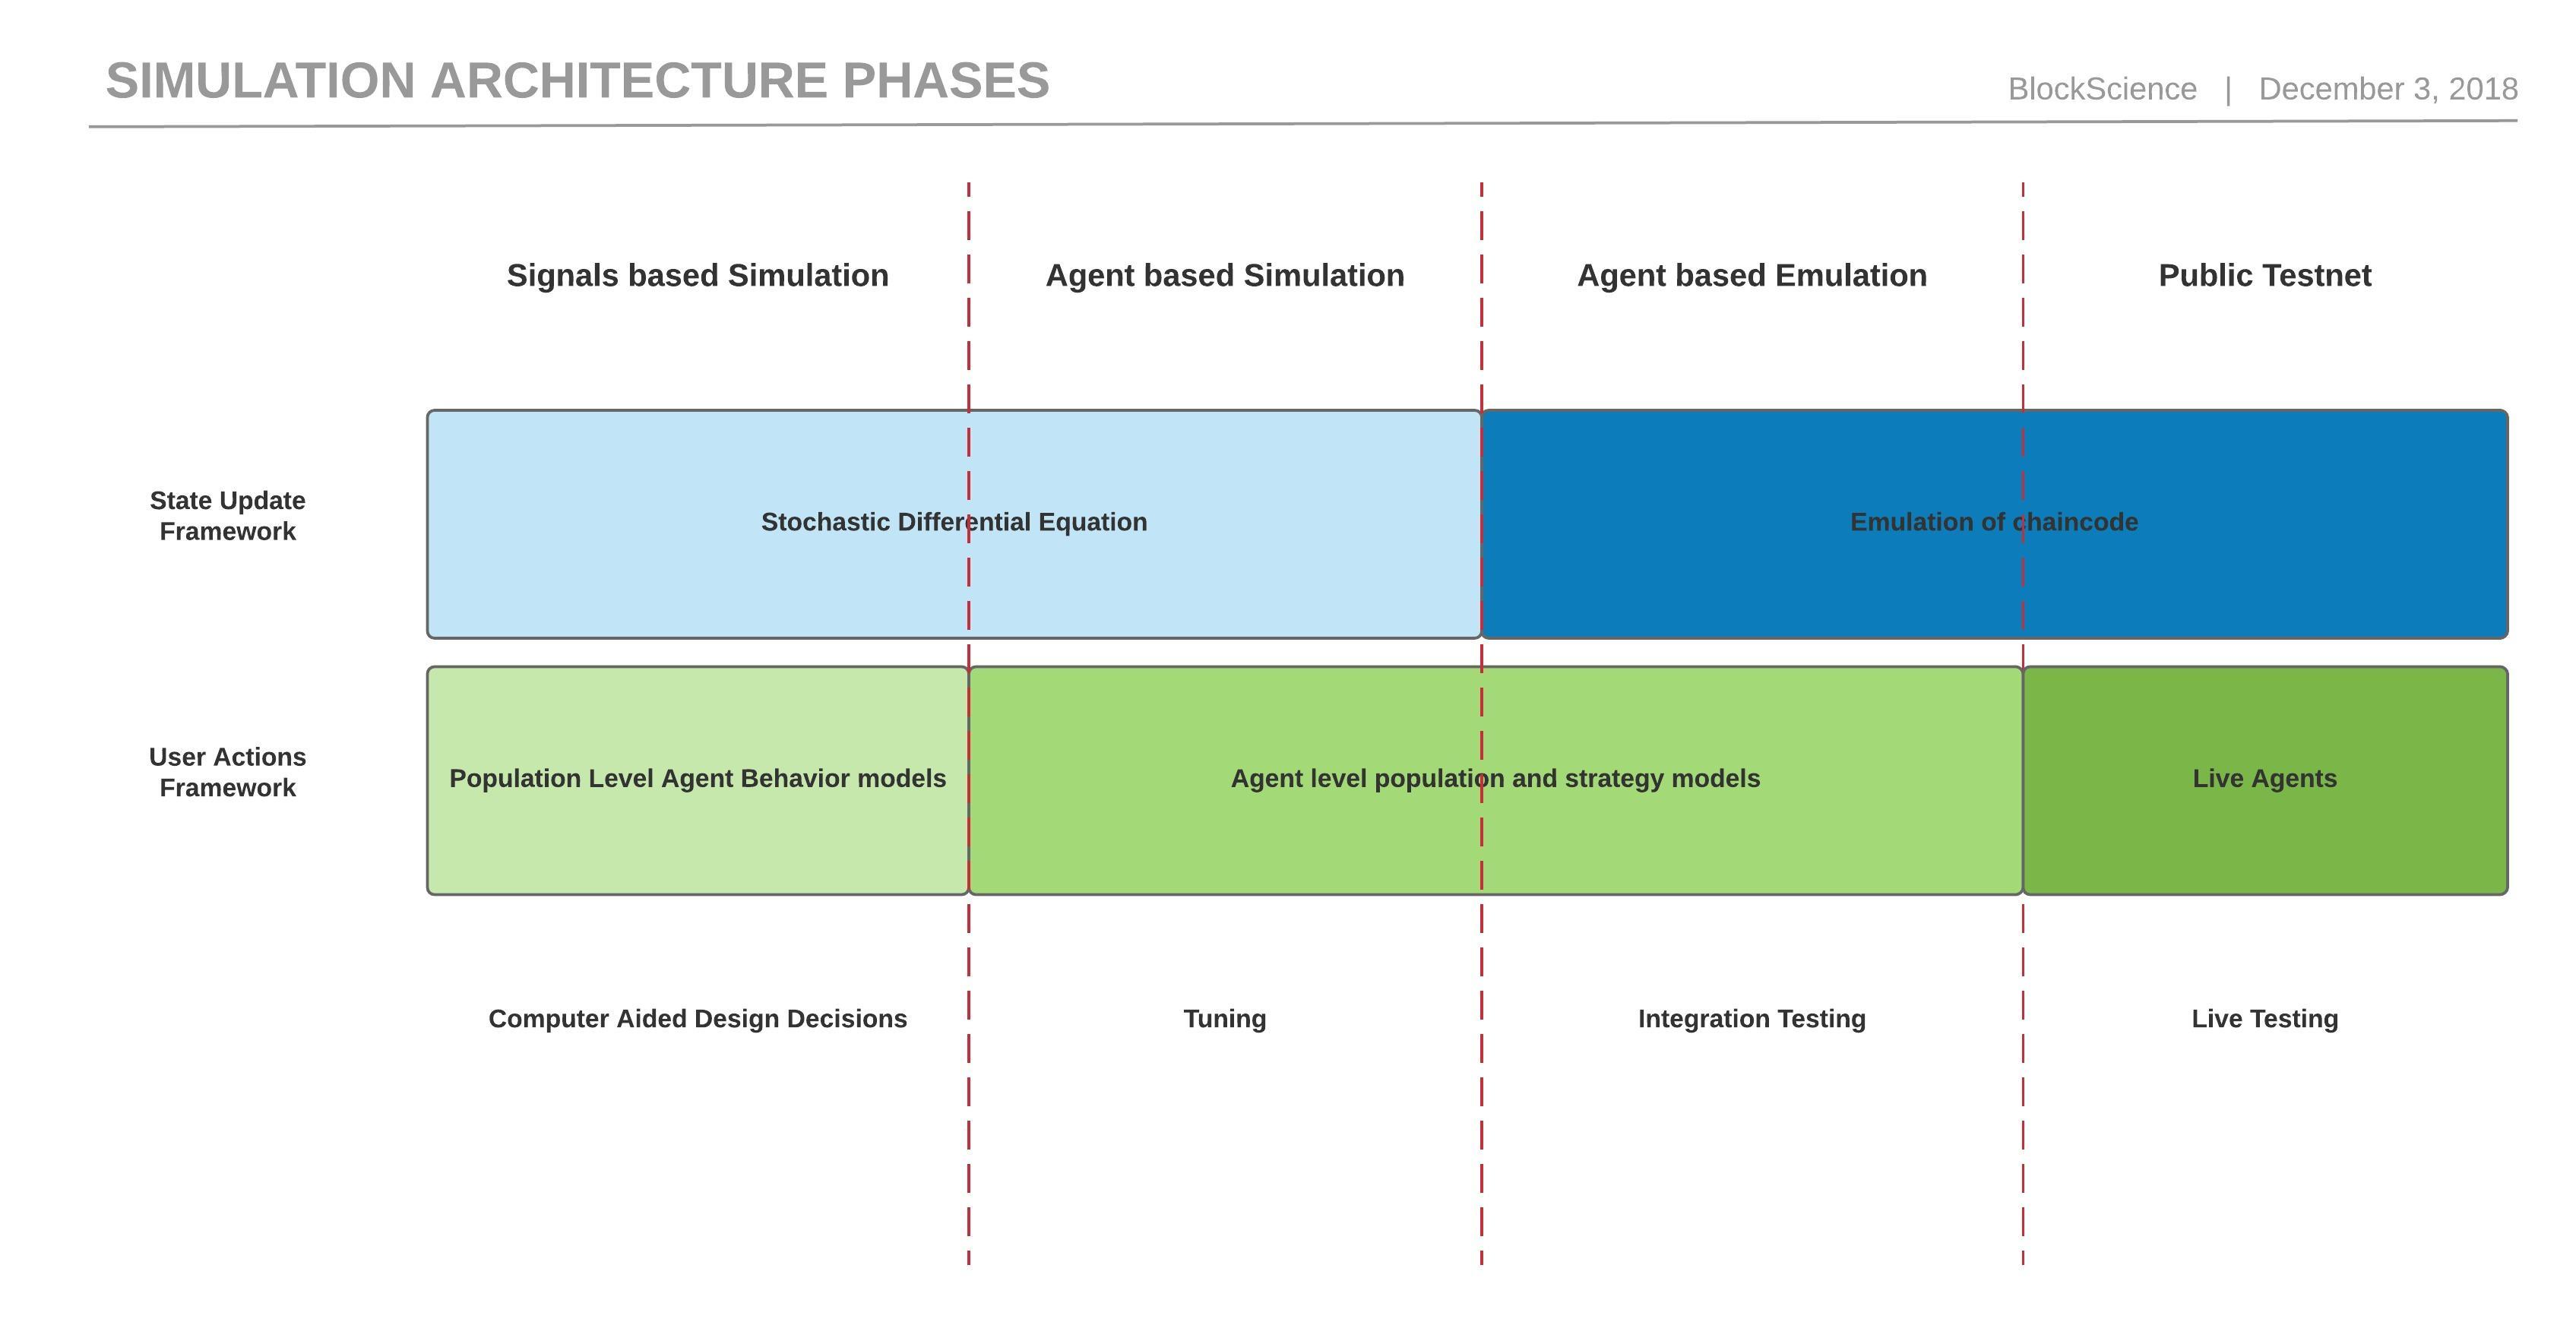 SIMULATION ARCHITECTURE PHASES
BlockScience | December 3, 2018
Signals based Simulation
Agent based Simulation
Agent based Emulation
Public Testnet
State Update
Framework
Stochastic Differential Equation
Emulation of chaincode
User Actions
Framework
Population Level Agent Behavior models
Agent level population and strategy models
Live Agents
Computer Aided Design Decisions
Tuning
Integration Testing
Live Testing